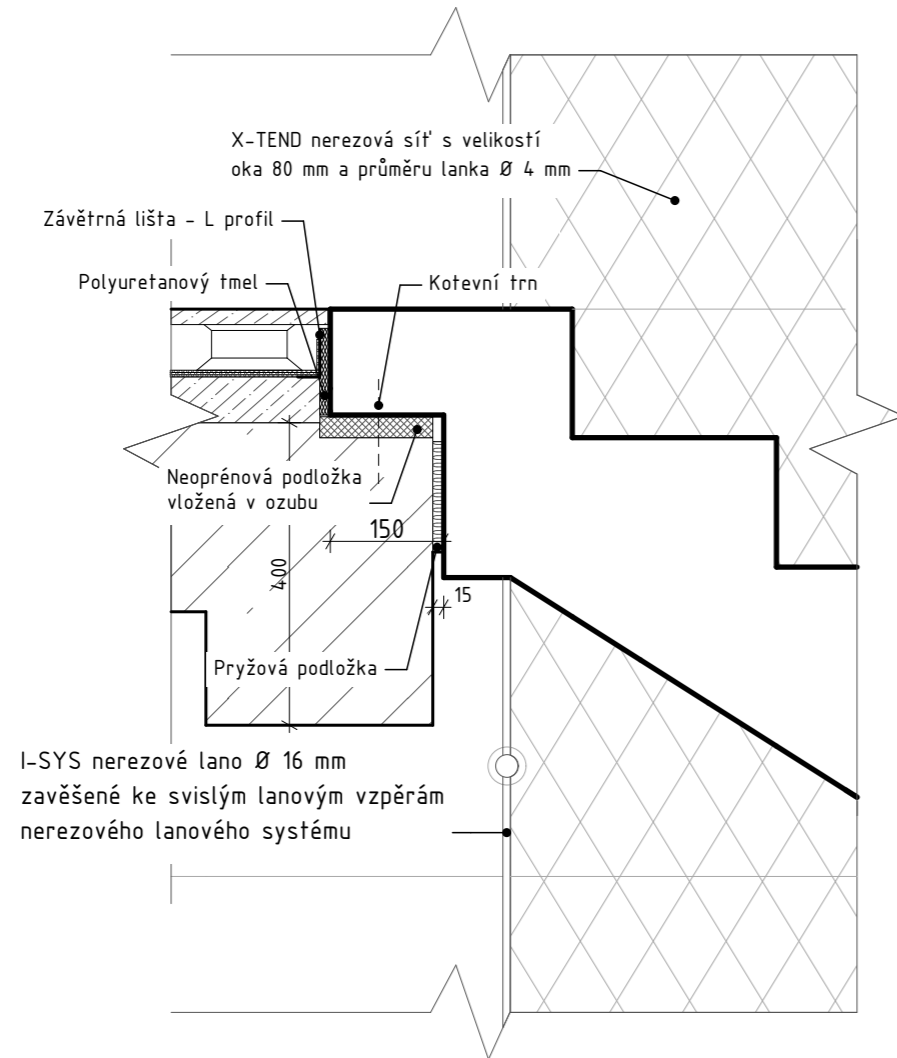 X-TEND nerezová síť s velikostí
oka 80 mm a průměru lanka Ø 4 mm
Závětrná lišta - L profil
Polyuretanový tmel
Kotevní trn
Neoprénová podložka
vložená v ozubu
150
400
15
Pryžová podložka
I-SYS nerezové lano Ø 16 mm
zavěšené ke svislým lanovým vzpěrám
nerezového lanového systému